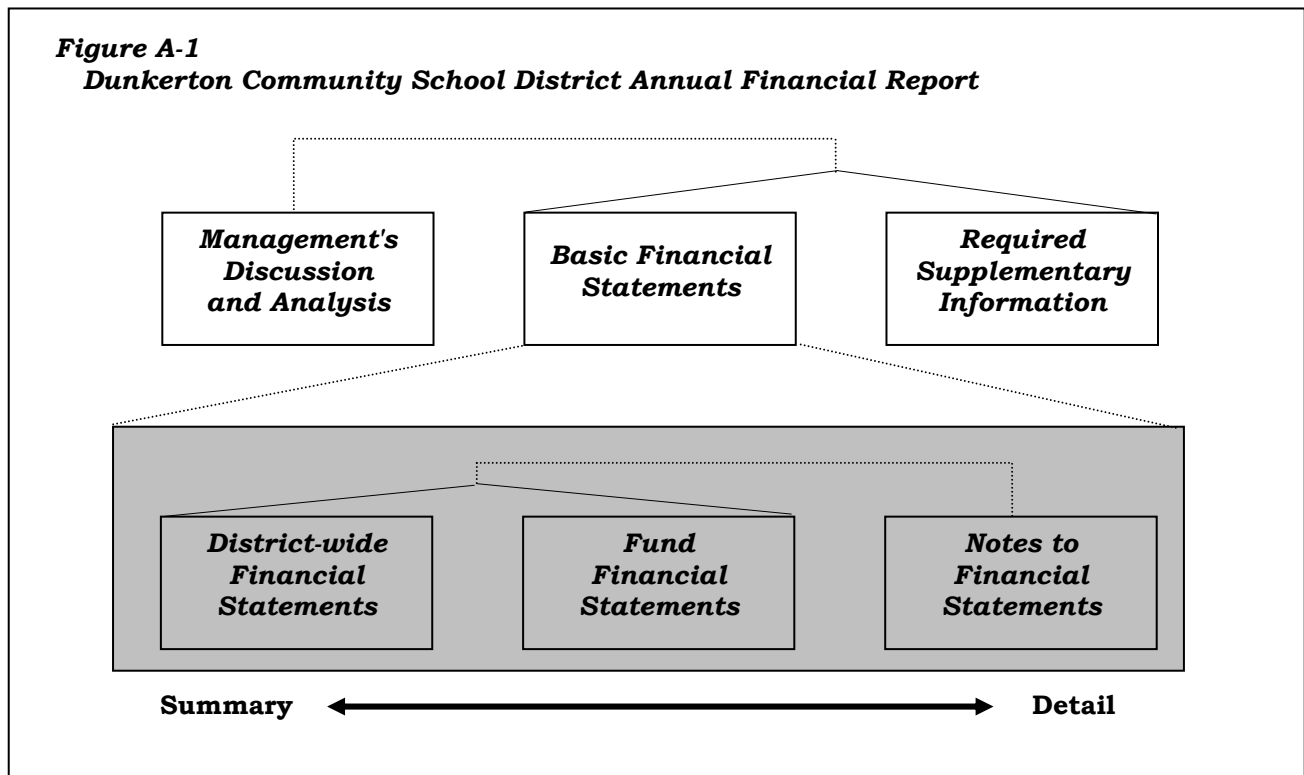 Figure A-1
Dunkerton Community School District Annual Financial Report
Management's
Discussion
and Analysis
Basic Financial
Statements
Required
Supplementary
Information
District-wide
Financial
Statements
Fund
Financial
Statements
Notes to
Financial
Statements
Summary
Detail